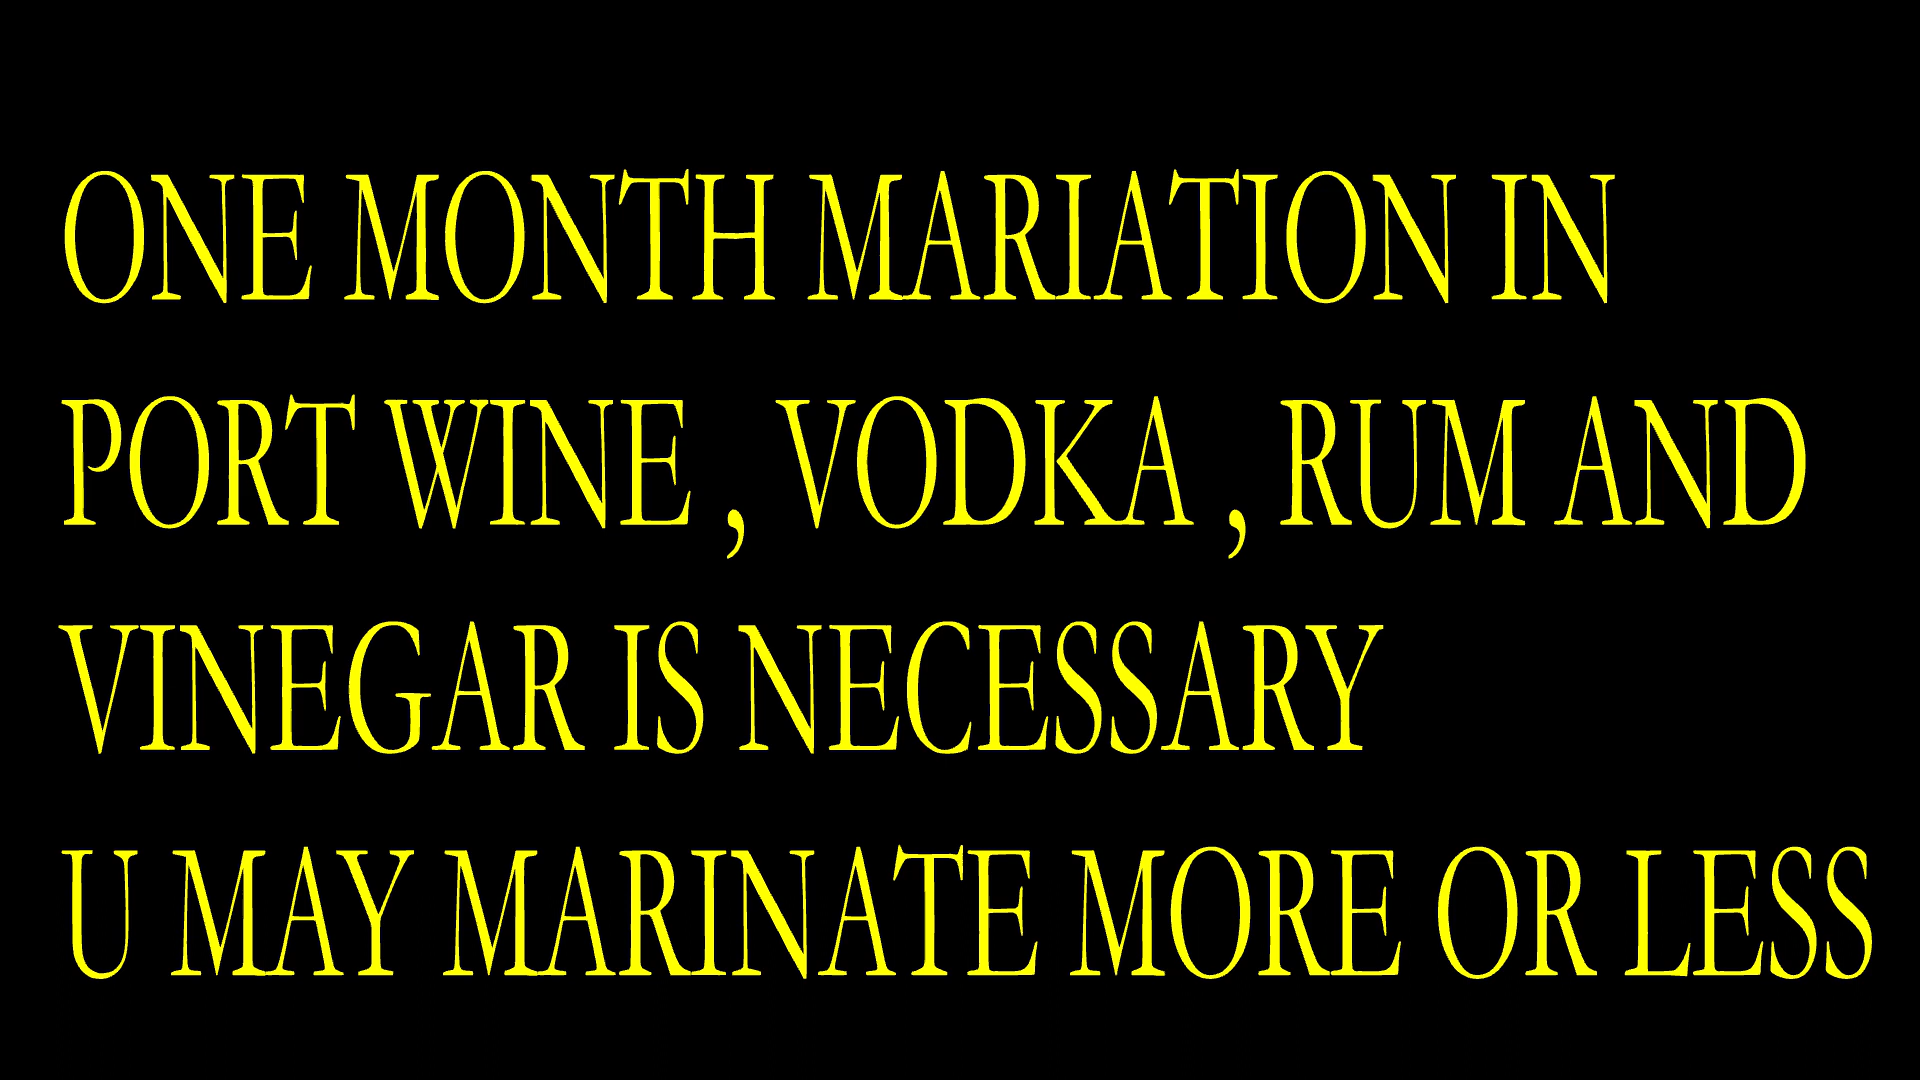 ONE MONTH MARIATION IN
PORT WINE , VODKA , RUM AND
VINEGAR IS NECESSARY
U MAY MARINATE MORE OR LESS